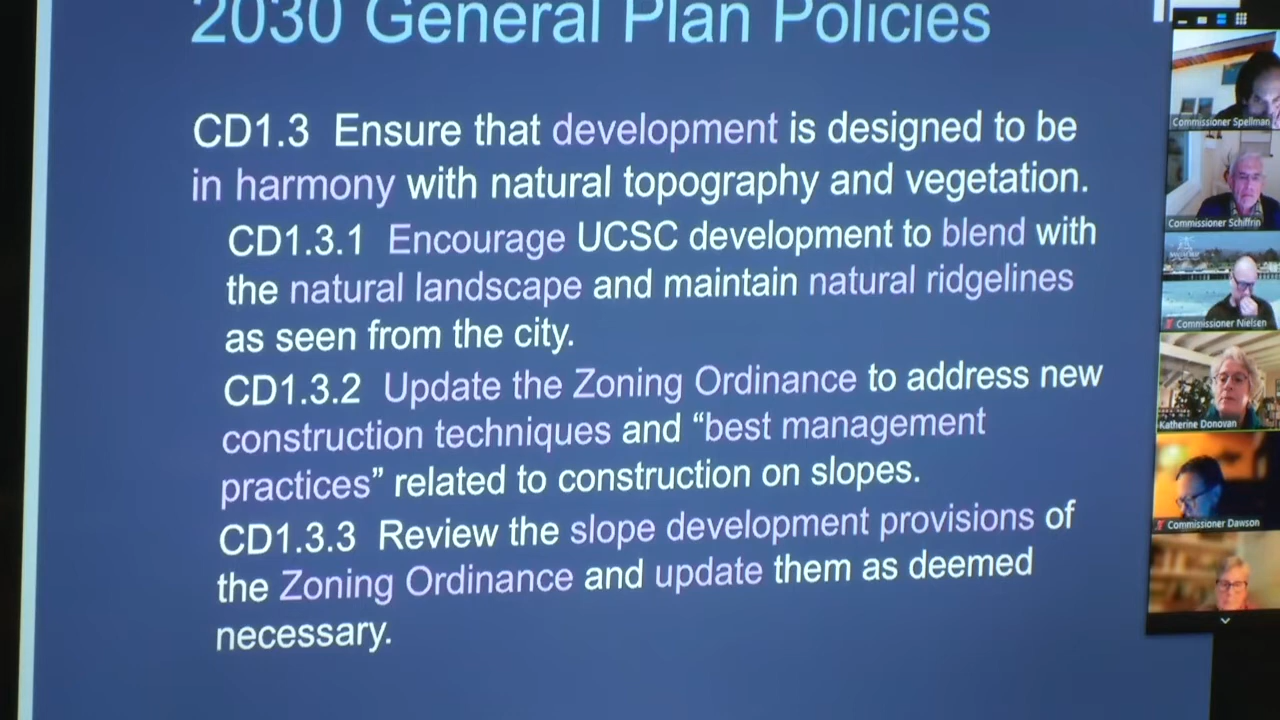 2030 General Plan Policies
CD1.3 Ensure that development is designed to be
in harmony with natural topography and vegetation.
CD1.3.1 Encourage UCSC development to blend with
the natural landscape and maintain natural ridgelines
as seen from the city.
CD1.3.2 Update the Zoning Ordinance to address new
construction techniques and “best management
practices” related to construction on slopes.
CD1.3.3 Review the slope development provisions of
the Zoning Ordinance and update them as deemed
necessary.
Commissioner Spellman
Commissioner Schiffrin
Commissioner Nielsen
Katherine Donovan
Commissioner Dawson